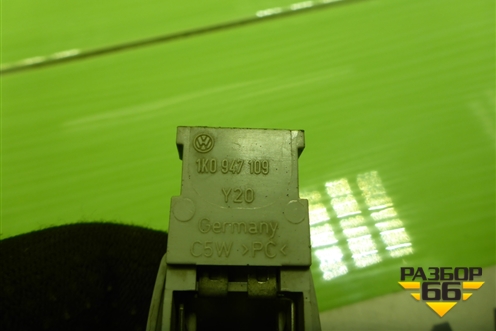 1K0 947 109
Y20
Germany
C5W >PC<
РАЗБОР
66